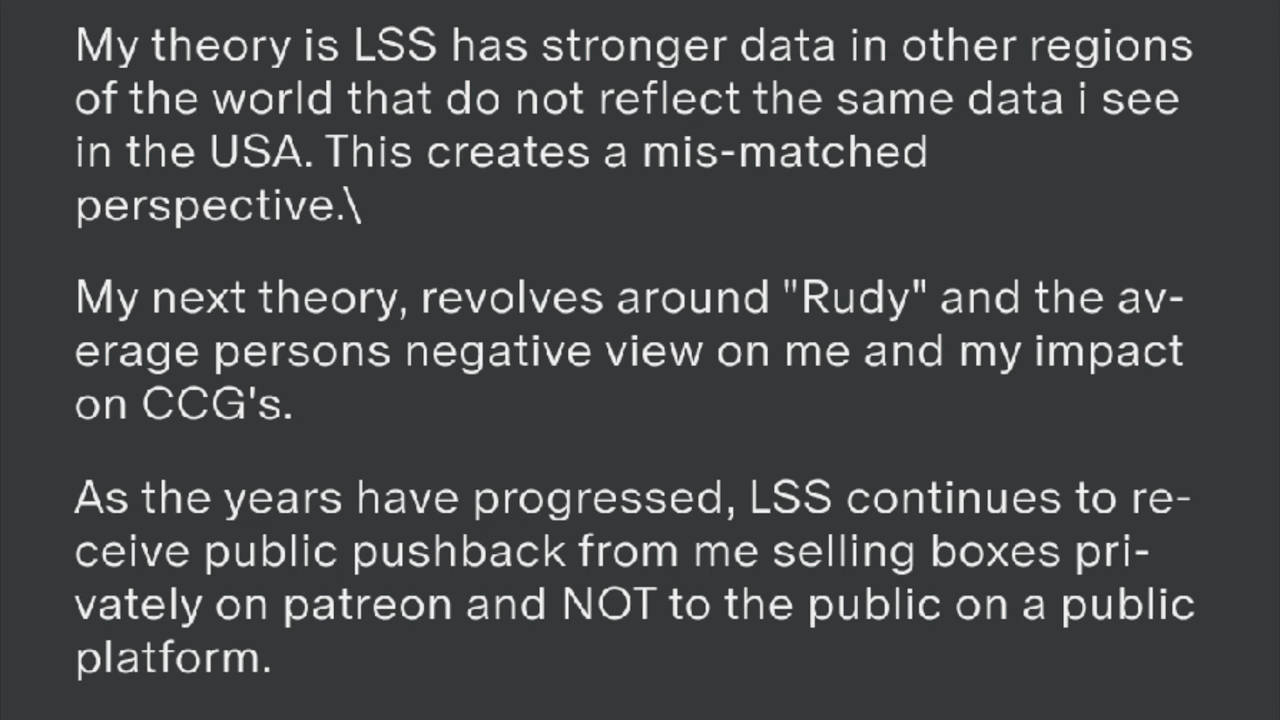 My theory is LSS has stronger data in other regions
of the world that do not reflect the same data i see
in the USA. This creates a mis-matched
perspective.\
My next theory, revolves around "Rudy" and the av-
erage persons negative view on me and my impact
on CCG's.
As the years have progressed, LSS continues to re-
ceive public pushback from me selling boxes pri-
vately on patreon and NOT to the public on a public
platform.